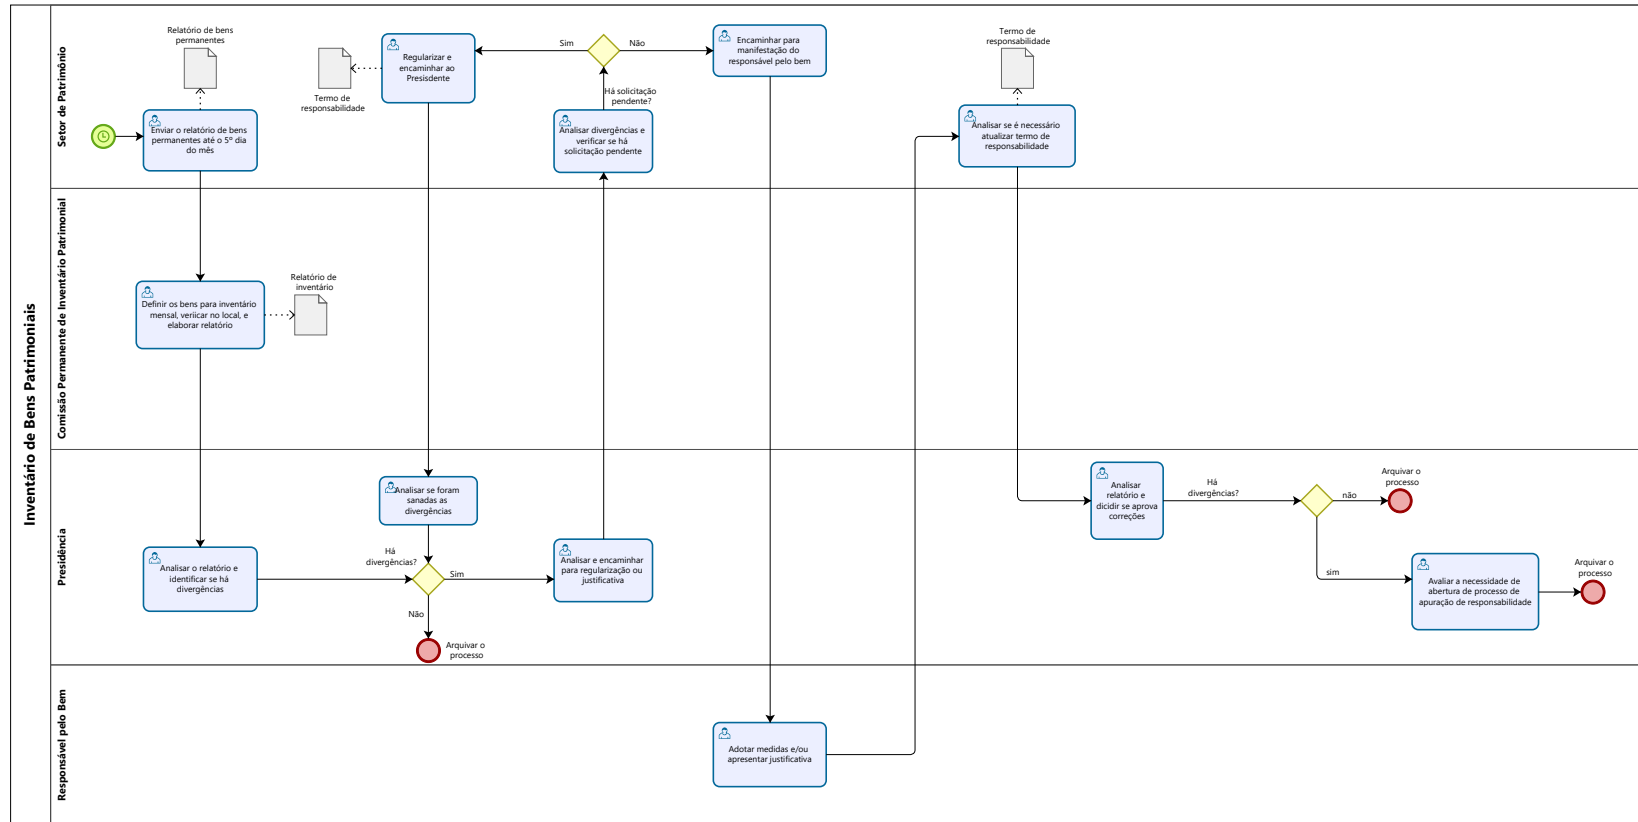 Inventário de Bens Patrimoniais
Setor de Patrimônio
Relatório de bens
permanentes
Enviar o relatório de bens
permanentes até o 5º dia
do mês
Termo de
responsabilidade
Regularizar e
encaminhar ao
Presisdente
Sim
Não
Há solicitação
pendente?
Analisar divergências e
verificar se há
solicitação pendente
Encaminhar para
manifestação do
responsável pelo bem
Termo de
responsabilidade
Analisar se é necessário
atualizar termo de
responsabilidade
Comissão Permanente de Inventário Patrimonial
Definir os bens para inventário
mensal, veriicar no local, e
elaborar relatório
Relatório de
inventário
Presidência
Analisar o relatório e
identificar se há
divergências
Analisar se foram
sanadas as
divergências
Há
divergências?
Sim
Não
Arquivar o
processo
Analisar e encaminhar
para regularização ou
justificativa
Analisar
relatório e
dicidir se aprova
correções
Há
divergências?
não
Arquivar o
processo
sim
Avaliar a necessidade de
abertura de processo de
apuração de responsabilidade
Arquivar o
processo
Responsável pelo Bem
Adotar medidas e/ou
apresentar justificativa